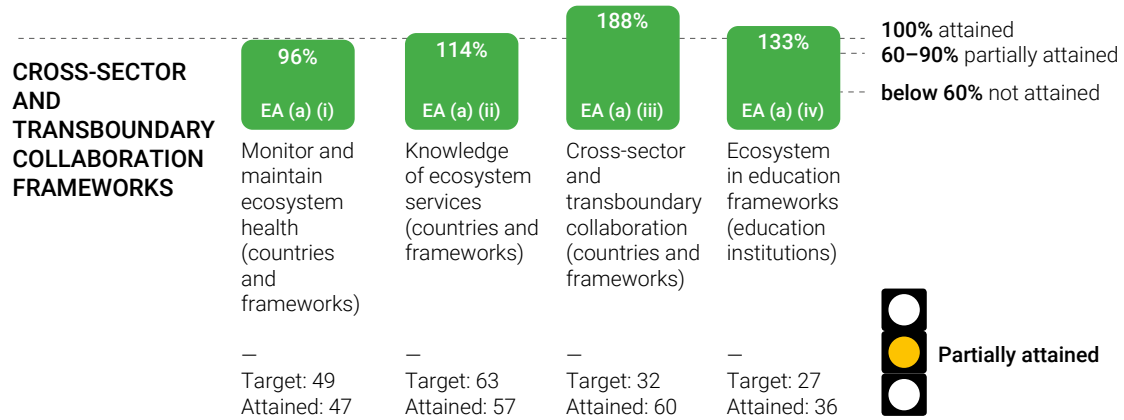 CROSS-SECTOR
AND
TRANSBOUNDARY
COLLABORATION
FRAMEWORKS
96%
EA (a) (i)
Monitor and
maintain
ecosystem
health
(countries
and
frameworks)
—
Target: 49
Attained: 47
114%
EA (a) (ii)
Knowledge
of ecosystem
services
(countries and
frameworks)
—
Target: 63
Attained: 57
188%
EA (a) (iii)
Cross-sector
and
transboundary
collaboration
(countries and
frameworks)
—
Target: 32
Attained: 60
133%
EA (a) (iv)
Ecosystem
in education
frameworks
(education
institutions)
—
Target: 27
Attained: 36
100% attained
60–90% partially attained
below 60% not attained
Partially attained